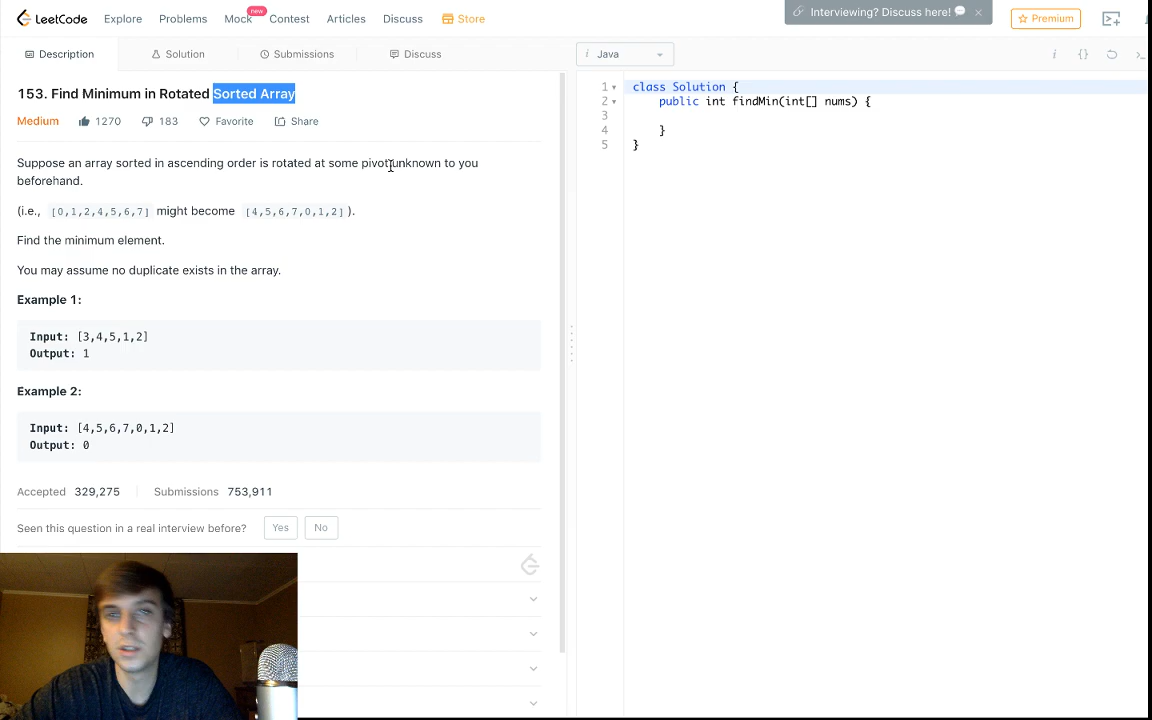 LeetCode Explore Problems Mock new Contest Articles Discuss Store
Interviewing? Discuss here! 💬 ×
Premium
Description Solution Submissions Discuss
i Java
153. Find Minimum in Rotated Sorted Array
Medium 1270 183 Favorite Share
Suppose an array sorted in ascending order is rotated at some pivot unknown to you
beforehand.
(i.e., [0,1,2,4,5,6,7] might become [4,5,6,7,0,1,2] ).
Find the minimum element.
You may assume no duplicate exists in the array.
Example 1:
Input: [3,4,5,1,2]
Output: 1
Example 2:
Input: [4,5,6,7,0,1,2]
Output: 0
Accepted 329,275 Submissions 753,911
Seen this question in a real interview before? Yes No
1 class Solution {
2 public int findMin(int[] nums) {
3
4 }
5 }